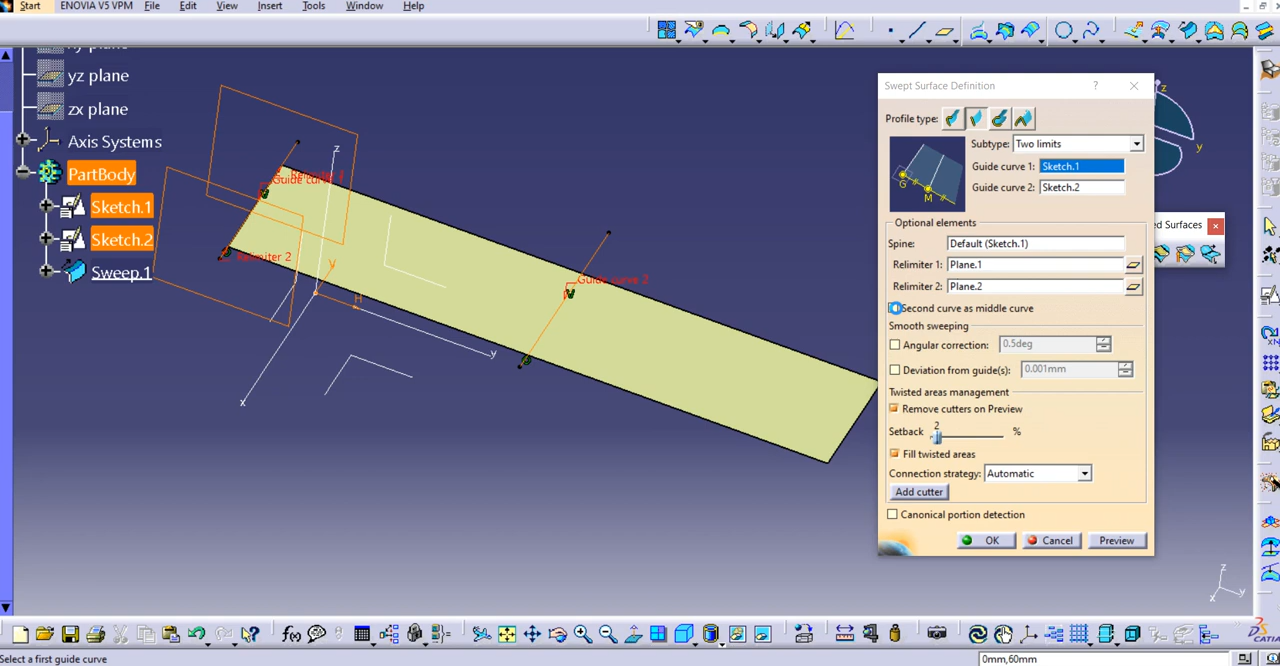 Start ENOVIA V5 VPM File Edit View Insert Tools Window Help
yz plane
zx plane
Axis Systems
PartBody
Sketch.1
Sketch.2
Sweep.1
z
Guide curve
Relimiter 2
Guide curve 2
V
H
y
x
Swept Surface Definition ? ×
Profile type:
Subtype: Two limits
Guide curve 1: Sketch.1
Guide curve 2: Sketch.2
G
M
Optional elements
Spine: Default (Sketch.1)
Relimiter 1: Plane.1
Relimiter 2: Plane.2
Second curve as middle curve
Smooth sweeping
Angular correction: 0.5deg
Deviation from guide(s): 0.001mm
Twisted areas management
Remove cutters on Preview
2
Setback %
Fill twisted areas
Connection strategy: Automatic
Add cutter
Canonical portion detection
OK Cancel Preview
z
y
ed Surfaces
z
y
x
f(x)
CATIA
Select a first guide curve
0mm,60mm